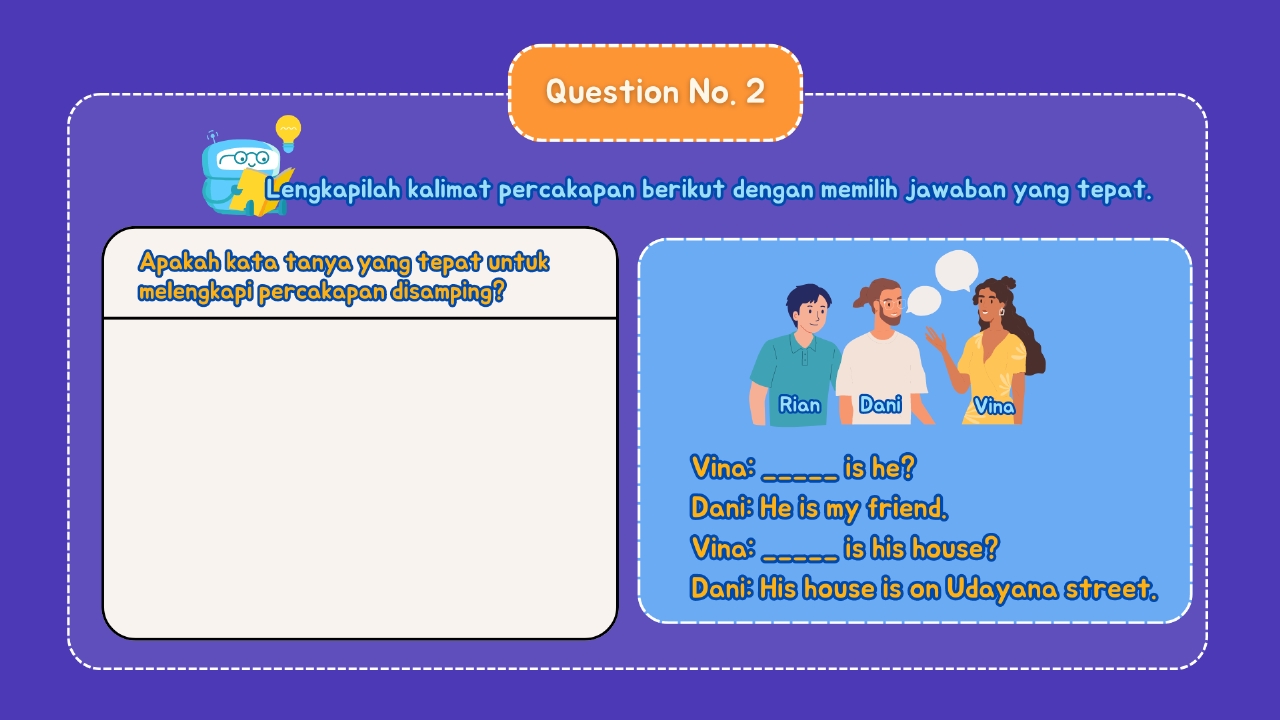 Question No. 2
Lengkapilah kalimat percakapan berikut dengan memilih jawaban yang tepat.
Apakah kata tanya yang tepat untuk
melengkapi percakapan disamping?
Rian
Dani
Vina
Vina: _____ is he?
Dani: He is my friend.
Vina: _____ is his house?
Dani: His house is on Udayana street.